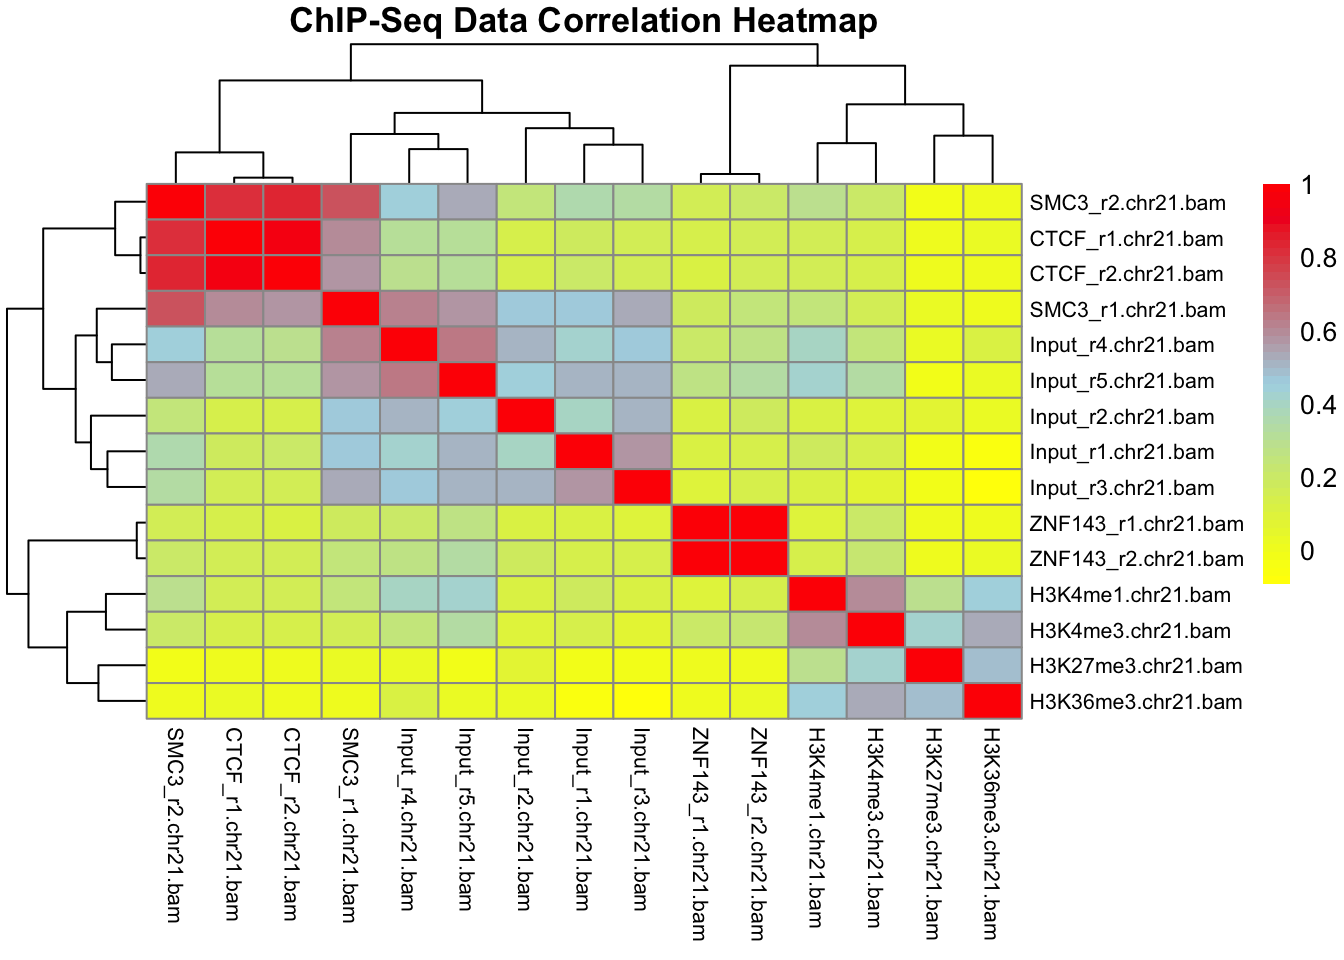 ChIP-Seq Data Correlation Heatmap
1
0.8
0.6
0.4
0.2
0
SMC3_r2.chr21.bam
CTCF_r1.chr21.bam
CTCF_r2.chr21.bam
SMC3_r1.chr21.bam
Input_r4.chr21.bam
Input_r5.chr21.bam
Input_r2.chr21.bam
Input_r1.chr21.bam
Input_r3.chr21.bam
ZNF143_r1.chr21.bam
ZNF143_r2.chr21.bam
H3K4me1.chr21.bam
H3K4me3.chr21.bam
H3K27me3.chr21.bam
H3K36me3.chr21.bam
SMC3_r2.chr21.bam
CTCF_r1.chr21.bam
CTCF_r2.chr21.bam
SMC3_r1.chr21.bam
Input_r4.chr21.bam
Input_r5.chr21.bam
Input_r2.chr21.bam
Input_r1.chr21.bam
Input_r3.chr21.bam
ZNF143_r1.chr21.bam
ZNF143_r2.chr21.bam
H3K4me1.chr21.bam
H3K4me3.chr21.bam
H3K27me3.chr21.bam
H3K36me3.chr21.bam